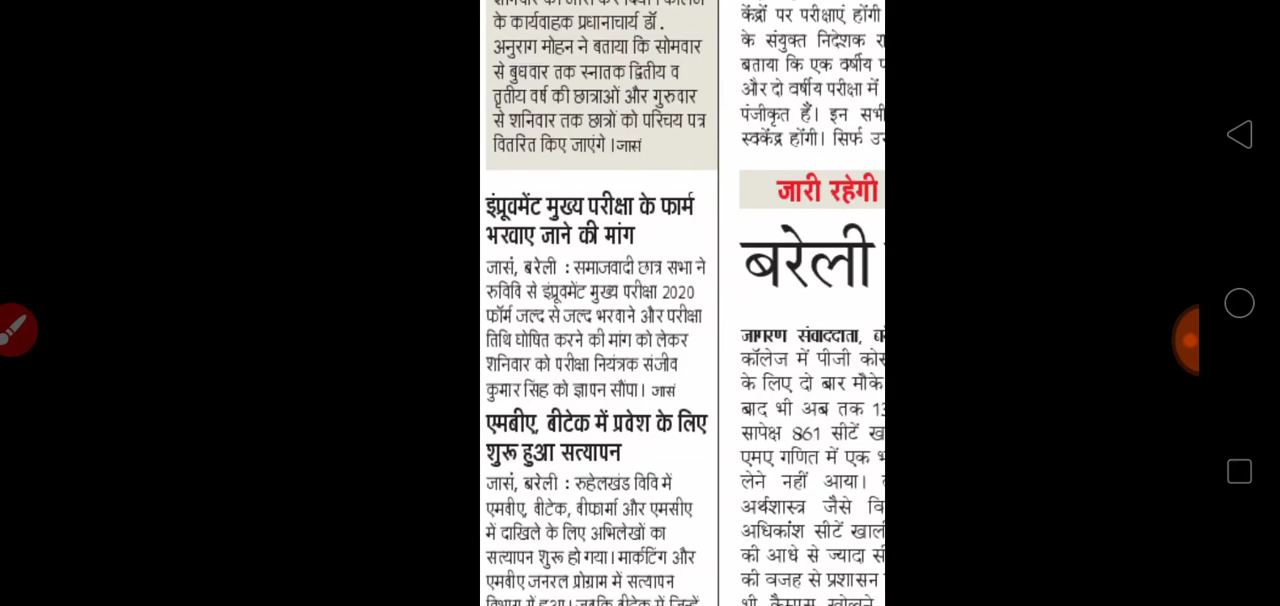 के कार्यवाहक प्रधानाचार्य डॉ.
अनुराग मोहन ने बताया कि सोमवार
से बुधवार तक स्नातक द्वितीय व
तृतीय वर्ष की छात्राओं और गुरुवार
से शनिवार तक छात्रों को परिचय पत्र
वितरित किए जाएंगे।जासं
इंप्रूवमेंट मुख्य परीक्षा के फार्म
भरवाए जाने की मांग
जासं, बरेली : समाजवादी छात्र सभा ने
रुविवि से इंप्रूवमेंट मुख्य परीक्षा 2020
फॉर्म जल्द से जल्द भरवाने और परीक्षा
तिथि घोषित करने की मांग को लेकर
शनिवार को परीक्षा नियंत्रक संजीव
कुमार सिंह को ज्ञापन सौंपा। जासं
एमबीए, बीटेक में प्रवेश के लिए
शुरू हुआ सत्यापन
जासं, बरेली : रुहेलखंड विवि में
एमबीए, बीटेक, बीफार्मा और एमसीए
में दाखिले के लिए अभिलेखों का
सत्यापन शुरू हो गया। मार्कटिंग और
एमबीए जनरल प्रोग्राम में सत्यापन
केंद्रों पर परीक्षाएं होंगी
के संयुक्त निदेशक
बताया कि एक वर्षीय
और दो वर्षीय परीक्षा में
पंजीकृत हैं। इन सभी
स्वकेंद्र होंगी। सिर्फ
जारी रहेगी
बरेली
जागरण संवाददाता,
कॉलेज में पीजी
के लिए दो बार मौके
बाद भी अब तक
सापेक्ष 861 सीटें
एमए गणित में एक
लेने नहीं आया।
अर्थशास्त्र जैसे
अधिकांश सीटें
की आधे से ज्यादा
की वजह से प्रशासन